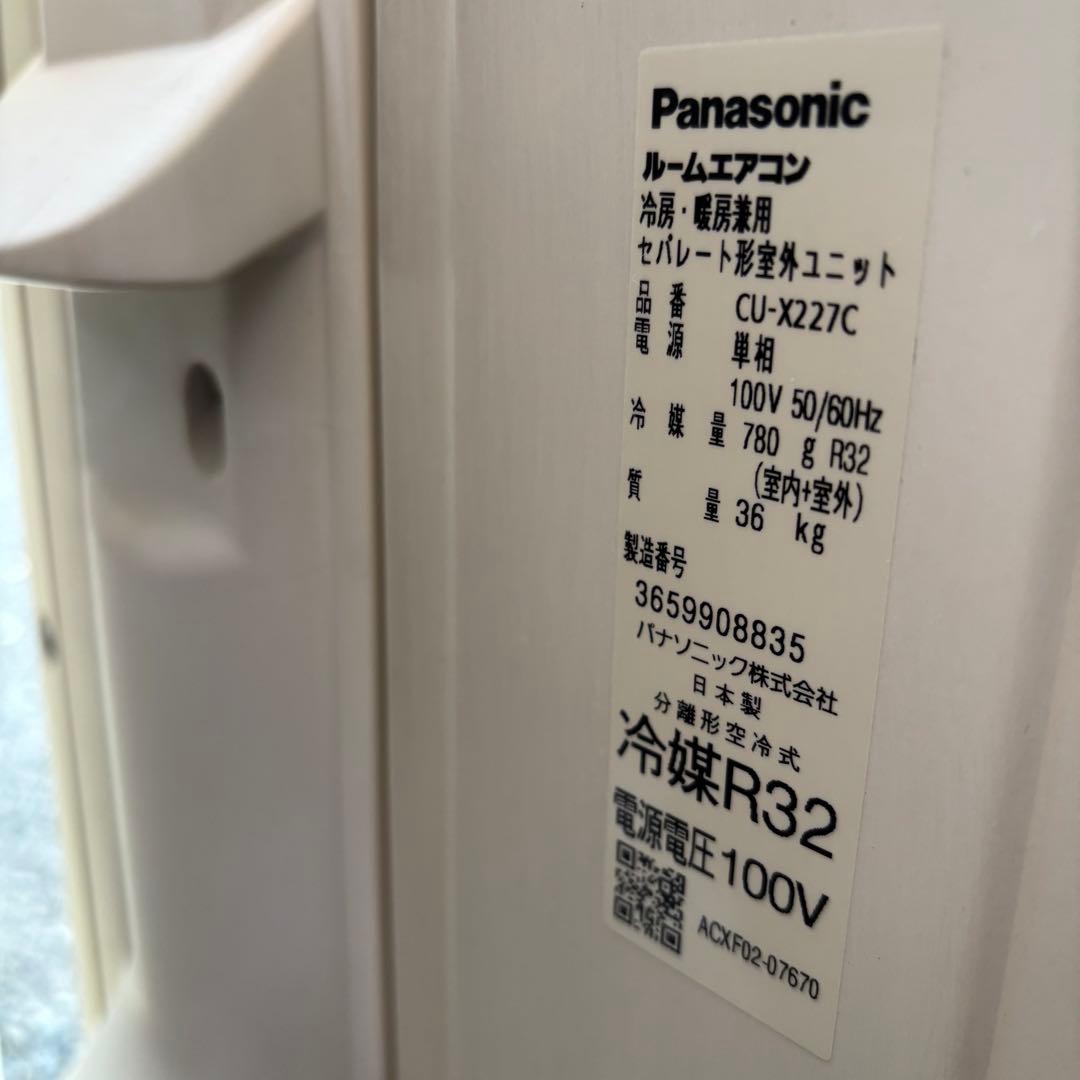 Panasonic
ルームエアコン
冷房・暖房兼用
セパレート形室外ユニット
品番 CU-X227C
電源 単相
100V 50/60Hz
冷媒量 780 g R32
(室内+室外)
質量 36 kg
製造番号
3659908835
パナソニック株式会社
日本製
分離形空冷式
冷媒R32
電源電圧100V
ACXF02-07670